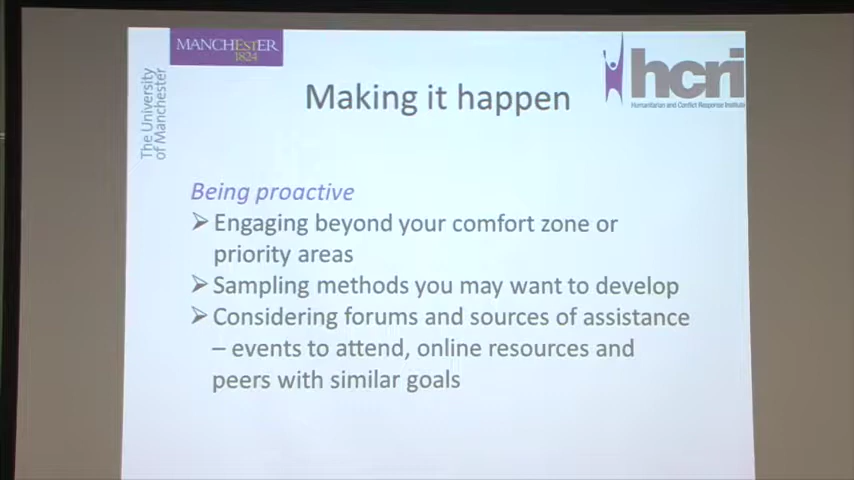 MANCHESTER
1824
The University
of Manchester
hcri
Humanitarian and Conflict Response Institute
Making it happen
Being proactive
➢ Engaging beyond your comfort zone or
priority areas
➢ Sampling methods you may want to develop
➢ Considering forums and sources of assistance
– events to attend, online resources and
peers with similar goals